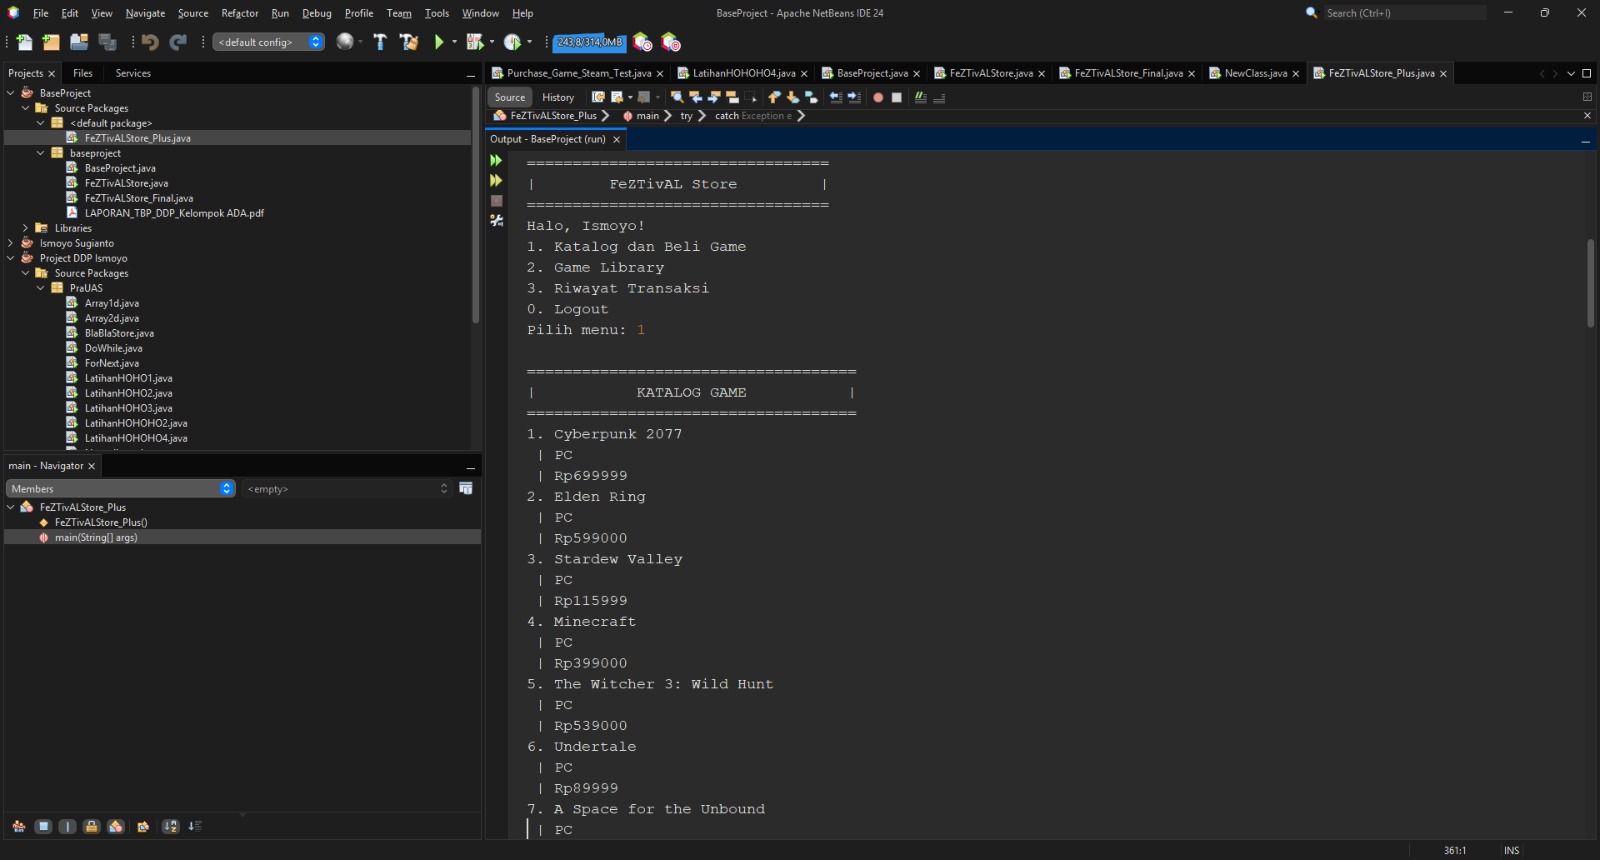 File Edit View Navigate Source Refactor Run Debug Profile Team Tools Window Help
BaseProject - Apache NetBeans IDE 24
Search (Ctrl+I)
<default config>
243,8/314,0MB
Projects Files Services
BaseProject
Source Packages
<default package>
FeZTivALStore_Plus.java
baseproject
BaseProject.java
FeZTivALStore.java
FeZTivALStore_Final.java
LAPORAN_TBP_DDP_Kelompok ADA.pdf
Libraries
Ismoyo Sugianto
Project DDP Ismoyo
Source Packages
PraUAS
Array1d.java
Array2d.java
BlaBlaStore.java
DoWhile.java
ForNext.java
LatihanHOHO1.java
LatihanHOHO2.java
LatihanHOHO3.java
LatihanHOHOHO2.java
LatihanHOHOHO4.java
main - Navigator
Members
<empty>
FeZTivALStore_Plus
FeZTivALStore_Plus()
main(String[] args)
Purchase_Game_Steam_Test.java LatihanHOHOHO4.java BaseProject.java FeZTivALStore.java FeZTivALStore_Final.java NewClass.java FeZTivALStore_Plus.java
Source History
FeZTivALStore_Plus main try catch Exception e
Output - BaseProject (run)
=================================
| FeZTivAL Store |
=================================
Halo, Ismoyo!
1. Katalog dan Beli Game
2. Game Library
3. Riwayat Transaksi
0. Logout
Pilih menu: 1
====================================
| KATALOG GAME |
====================================
1. Cyberpunk 2077
| PC
| Rp699999
2. Elden Ring
| PC
| Rp599000
3. Stardew Valley
| PC
| Rp115999
4. Minecraft
| PC
| Rp399000
5. The Witcher 3: Wild Hunt
| PC
| Rp539000
6. Undertale
| PC
| Rp89999
7. A Space for the Unbound
| PC
361:1 INS